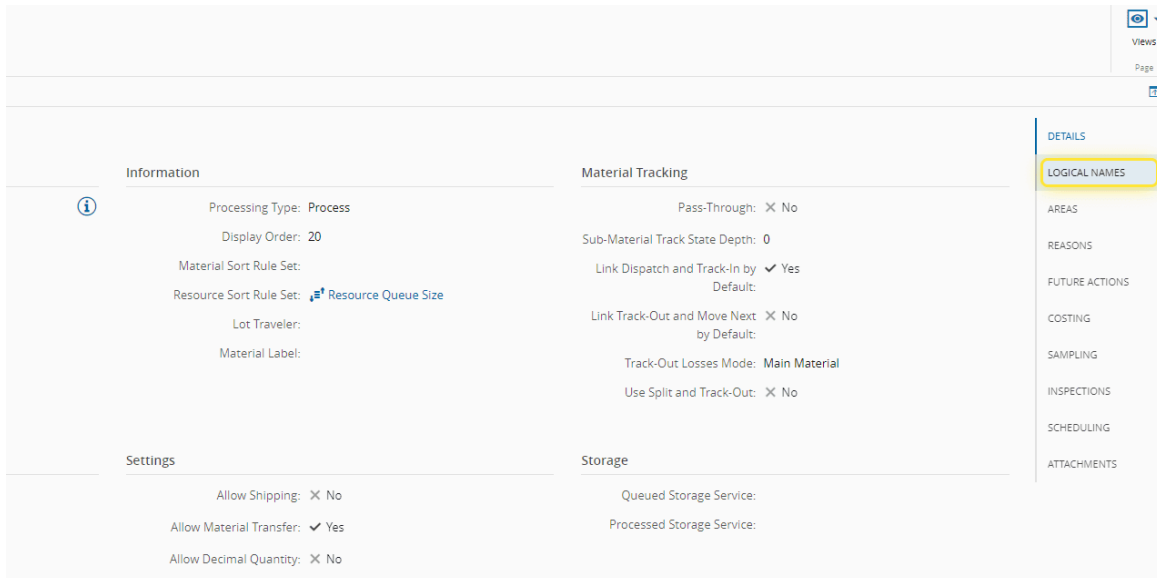 Views
Page
Information
Processing Type: Process
Display Order: 20
Material Sort Rule Set:
Resource Sort Rule Set: Resource Queue Size
Lot Traveler:
Material Label:
Material Tracking
Pass-Through: No
Sub-Material Track State Depth: 0
Link Dispatch and Track-In by Yes
Default:
Link Track-Out and Move Next No
by Default:
Track-Out Losses Mode: Main Material
Use Split and Track-Out: No
Settings
Allow Shipping: No
Allow Material Transfer: Yes
Allow Decimal Quantity: No
Storage
Queued Storage Service:
Processed Storage Service:
DETAILS
LOGICAL NAMES
AREAS
REASONS
FUTURE ACTIONS
COSTING
SAMPLING
INSPECTIONS
SCHEDULING
ATTACHMENTS